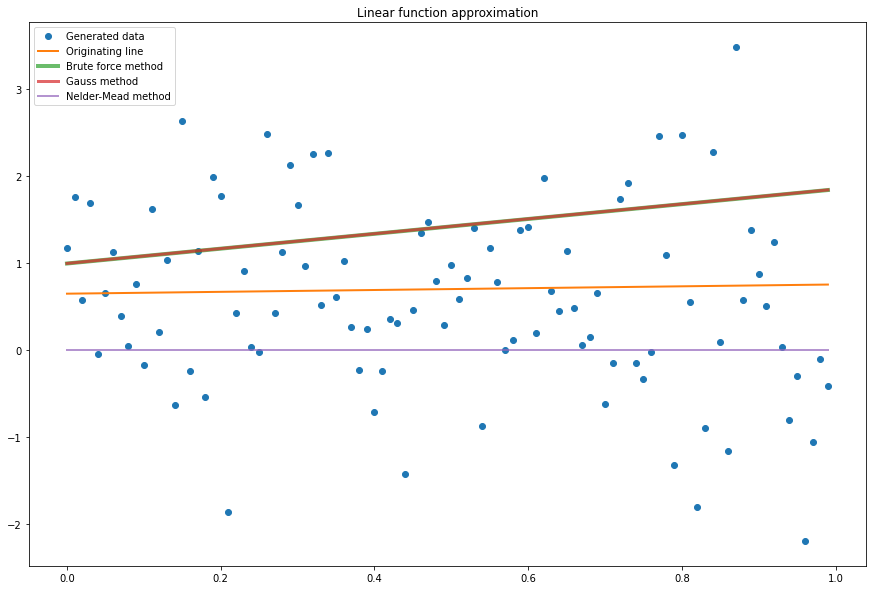 Linear function approximation
Generated data
Originating line
Brute force method
Gauss method
Nelder-Mead method
3
2
1
0
−1
−2
0.0 0.2 0.4 0.6 0.8 1.0